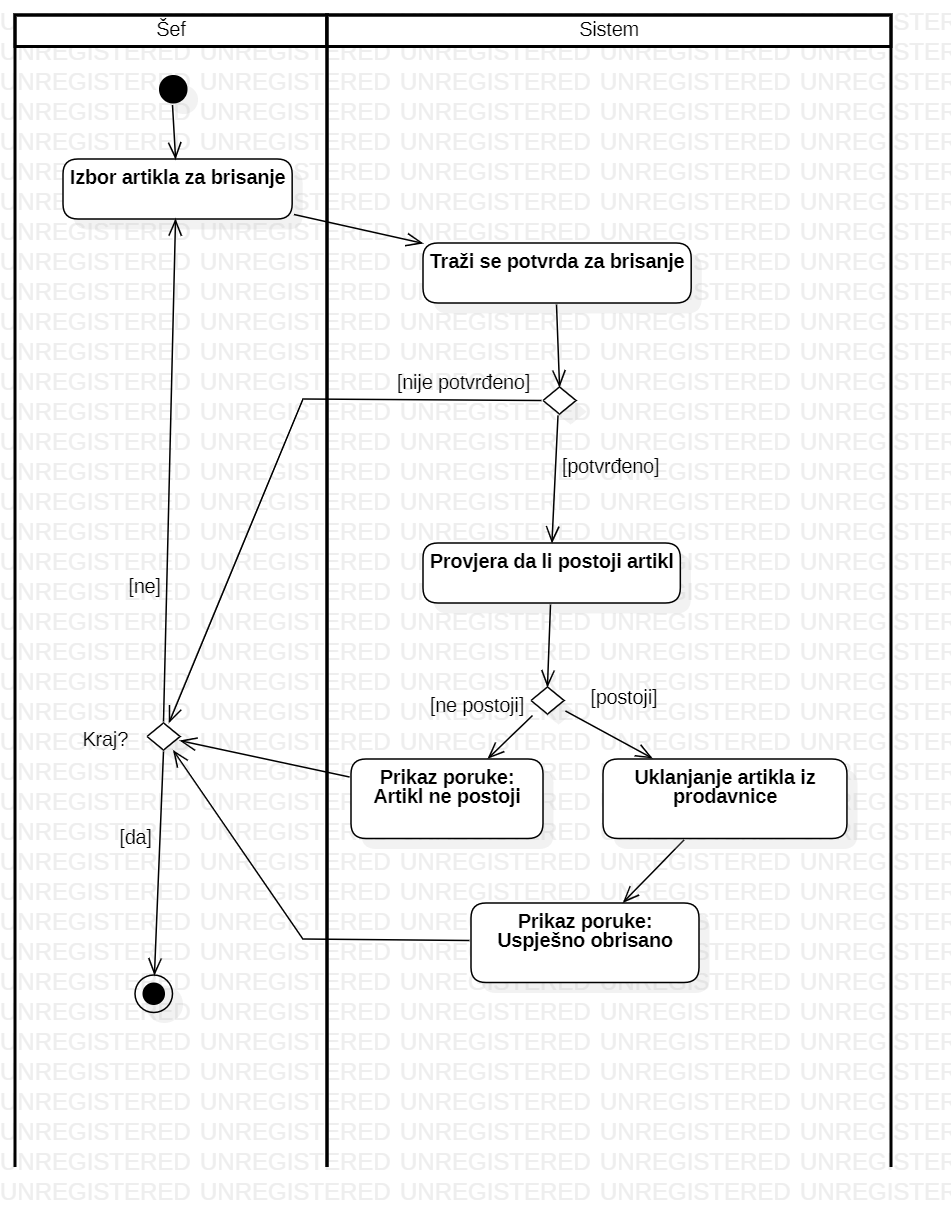 Šef
Sistem
Izbor artikla za brisanje
Traži se potvrda za brisanje
[nije potvrđeno]
[potvrđeno]
Provjera da li postoji artikl
[ne]
[ne postoji]
[postoji]
Kraj?
Prikaz poruke:
Artikl ne postoji
Uklanjanje artikla iz
prodavnice
[da]
Prikaz poruke:
Uspješno obrisano
UNREGISTERED